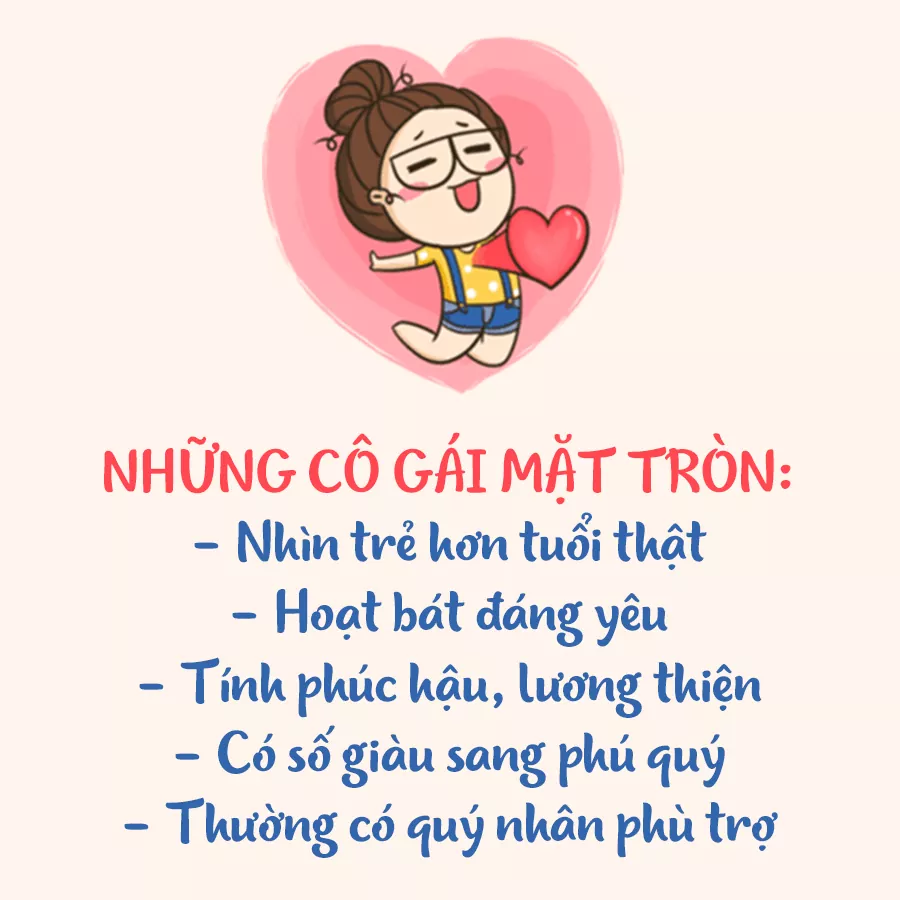 NHỮNG CÔ GÁI MẶT TRÒN:
– Nhìn trẻ hơn tuổi thật
– Hoạt bát đáng yêu
– Tính phúc hậu, lương thiện
– Có số giàu sang phú quý
– Thường có quý nhân phù trợ